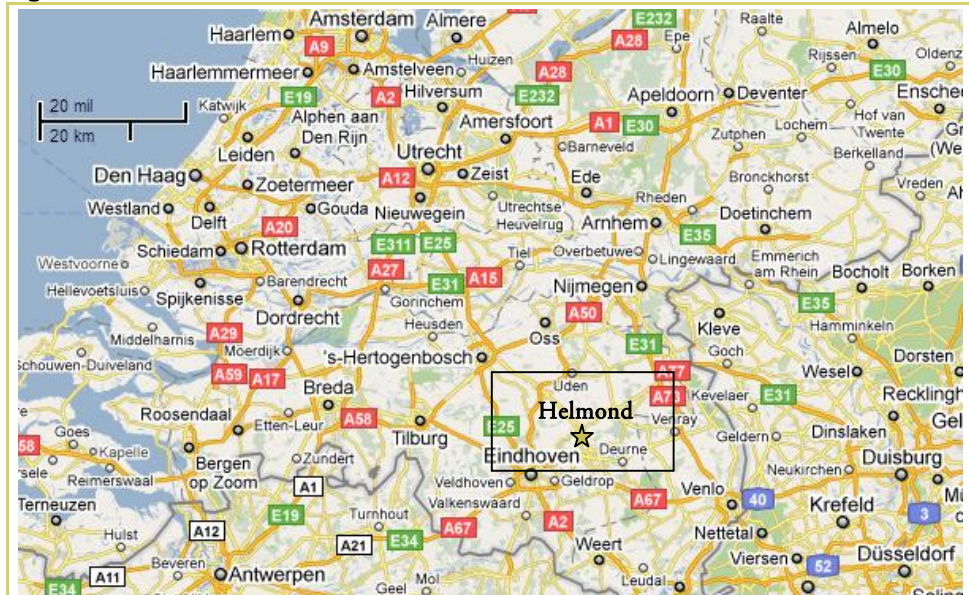 Amsterdam
Almere
E232
Raalte
Almelo
Haarlem
A9
A28
Epe
Rijssen
Oldenz
Huizen
Haarlemmermeer
Amstelveen
A28
E30
20 mil
20 km
Katwijk
E19
A2
Hilversum
E232
Apeldoorn
Deventer
Ensche
Alphen aan
Den Rijn
Amersfoort
A1
E30
Hof van
Twente
Leiden
Utrecht
Barneveld
Zutphen
Lochem
Berkelland
Den Haag
Zoetermeer
A12
Zeist
Ede
Bronckhorst
Vreden
Westland
Delft
Gouda
Nieuwegein
Utrechtse
Heuvelrug
Rheden
Arnhem
Doetinchem
A20
Schiedam
Rotterdam
E311
E25
Tiel
Overbetuwe
E35
Lingewaard
Emmerich
am Rhein
Bocholt
Borken
Westvoorne
Hellevoetsluis
Spijkenisse
Barendrecht
A27
E31
A15
Gorinchem
Nijmegen
E35
Dordrecht
Middelharnis
A29
Heusden
Oss
A50
Kleve
Hamminkeln
Moerdijk
E31
Goch
Dorsten
Schouwen-Duiveland
A59
A17
's-Hertogenbosch
A77
Wesel
Recklingh
Breda
Uden
A73
Kevelaer
E31
Roosendaal
Etten-Leur
A58
Helmond
Venray
Gel
58
Goes
Kapelle
Tilburg
E25
Geldern
Dinslaken
Reimerswaal
Bergen
op Zoom
Zundert
Eindhoven
Deurne
Neukirchen
Duisburg
Terneuzen
A1
Veldhoven
Geldrop
A67
Venlo
40
Krefeld
3
Hulst
A12
E19
Turnhout
Valkenswaard
A67
A2
Nettetal
A21
E34
Weert
Viersen
52
Düsseldorf
A11
Beveren
Antwerpen
E34
Geel
Mol
Leudal